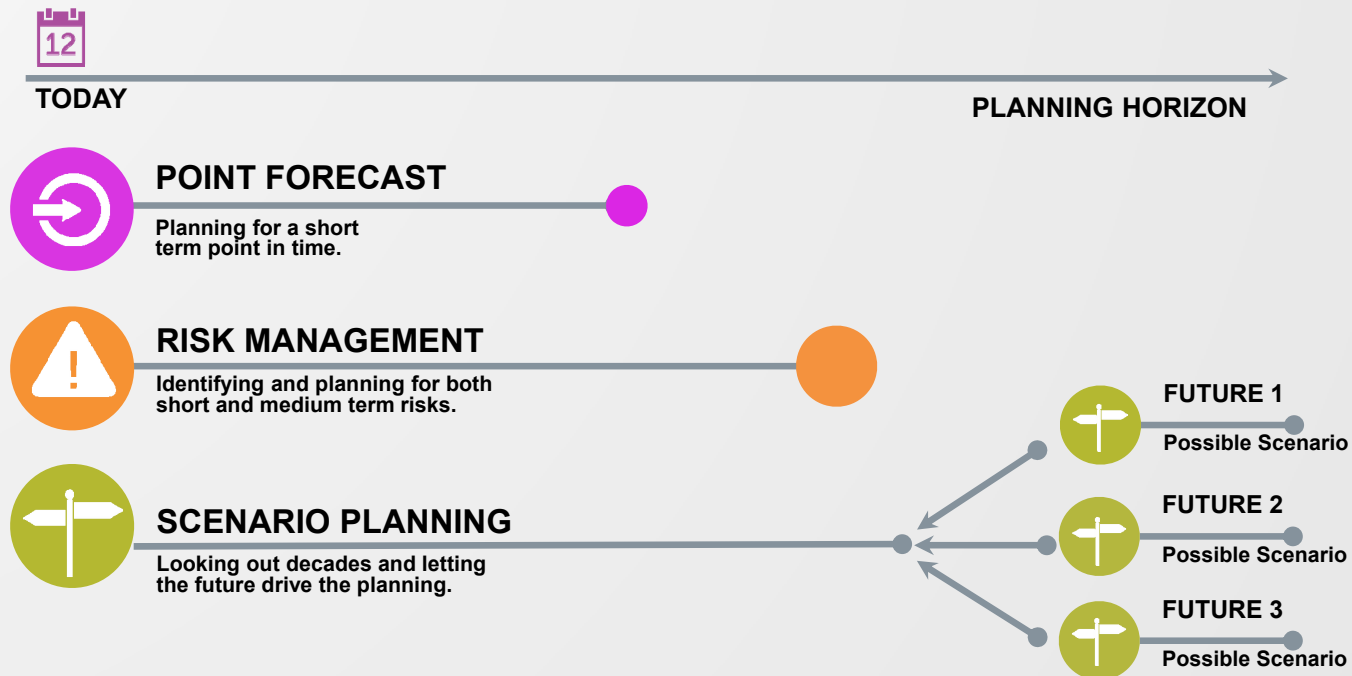 12
TODAY
PLANNING HORIZON
POINT FORECAST
Planning for a short
term point in time.
RISK MANAGEMENT
Identifying and planning for both
short and medium term risks.
SCENARIO PLANNING
Looking out decades and letting
the future drive the planning.
FUTURE 1
Possible Scenario
FUTURE 2
Possible Scenario
FUTURE 3
Possible Scenario